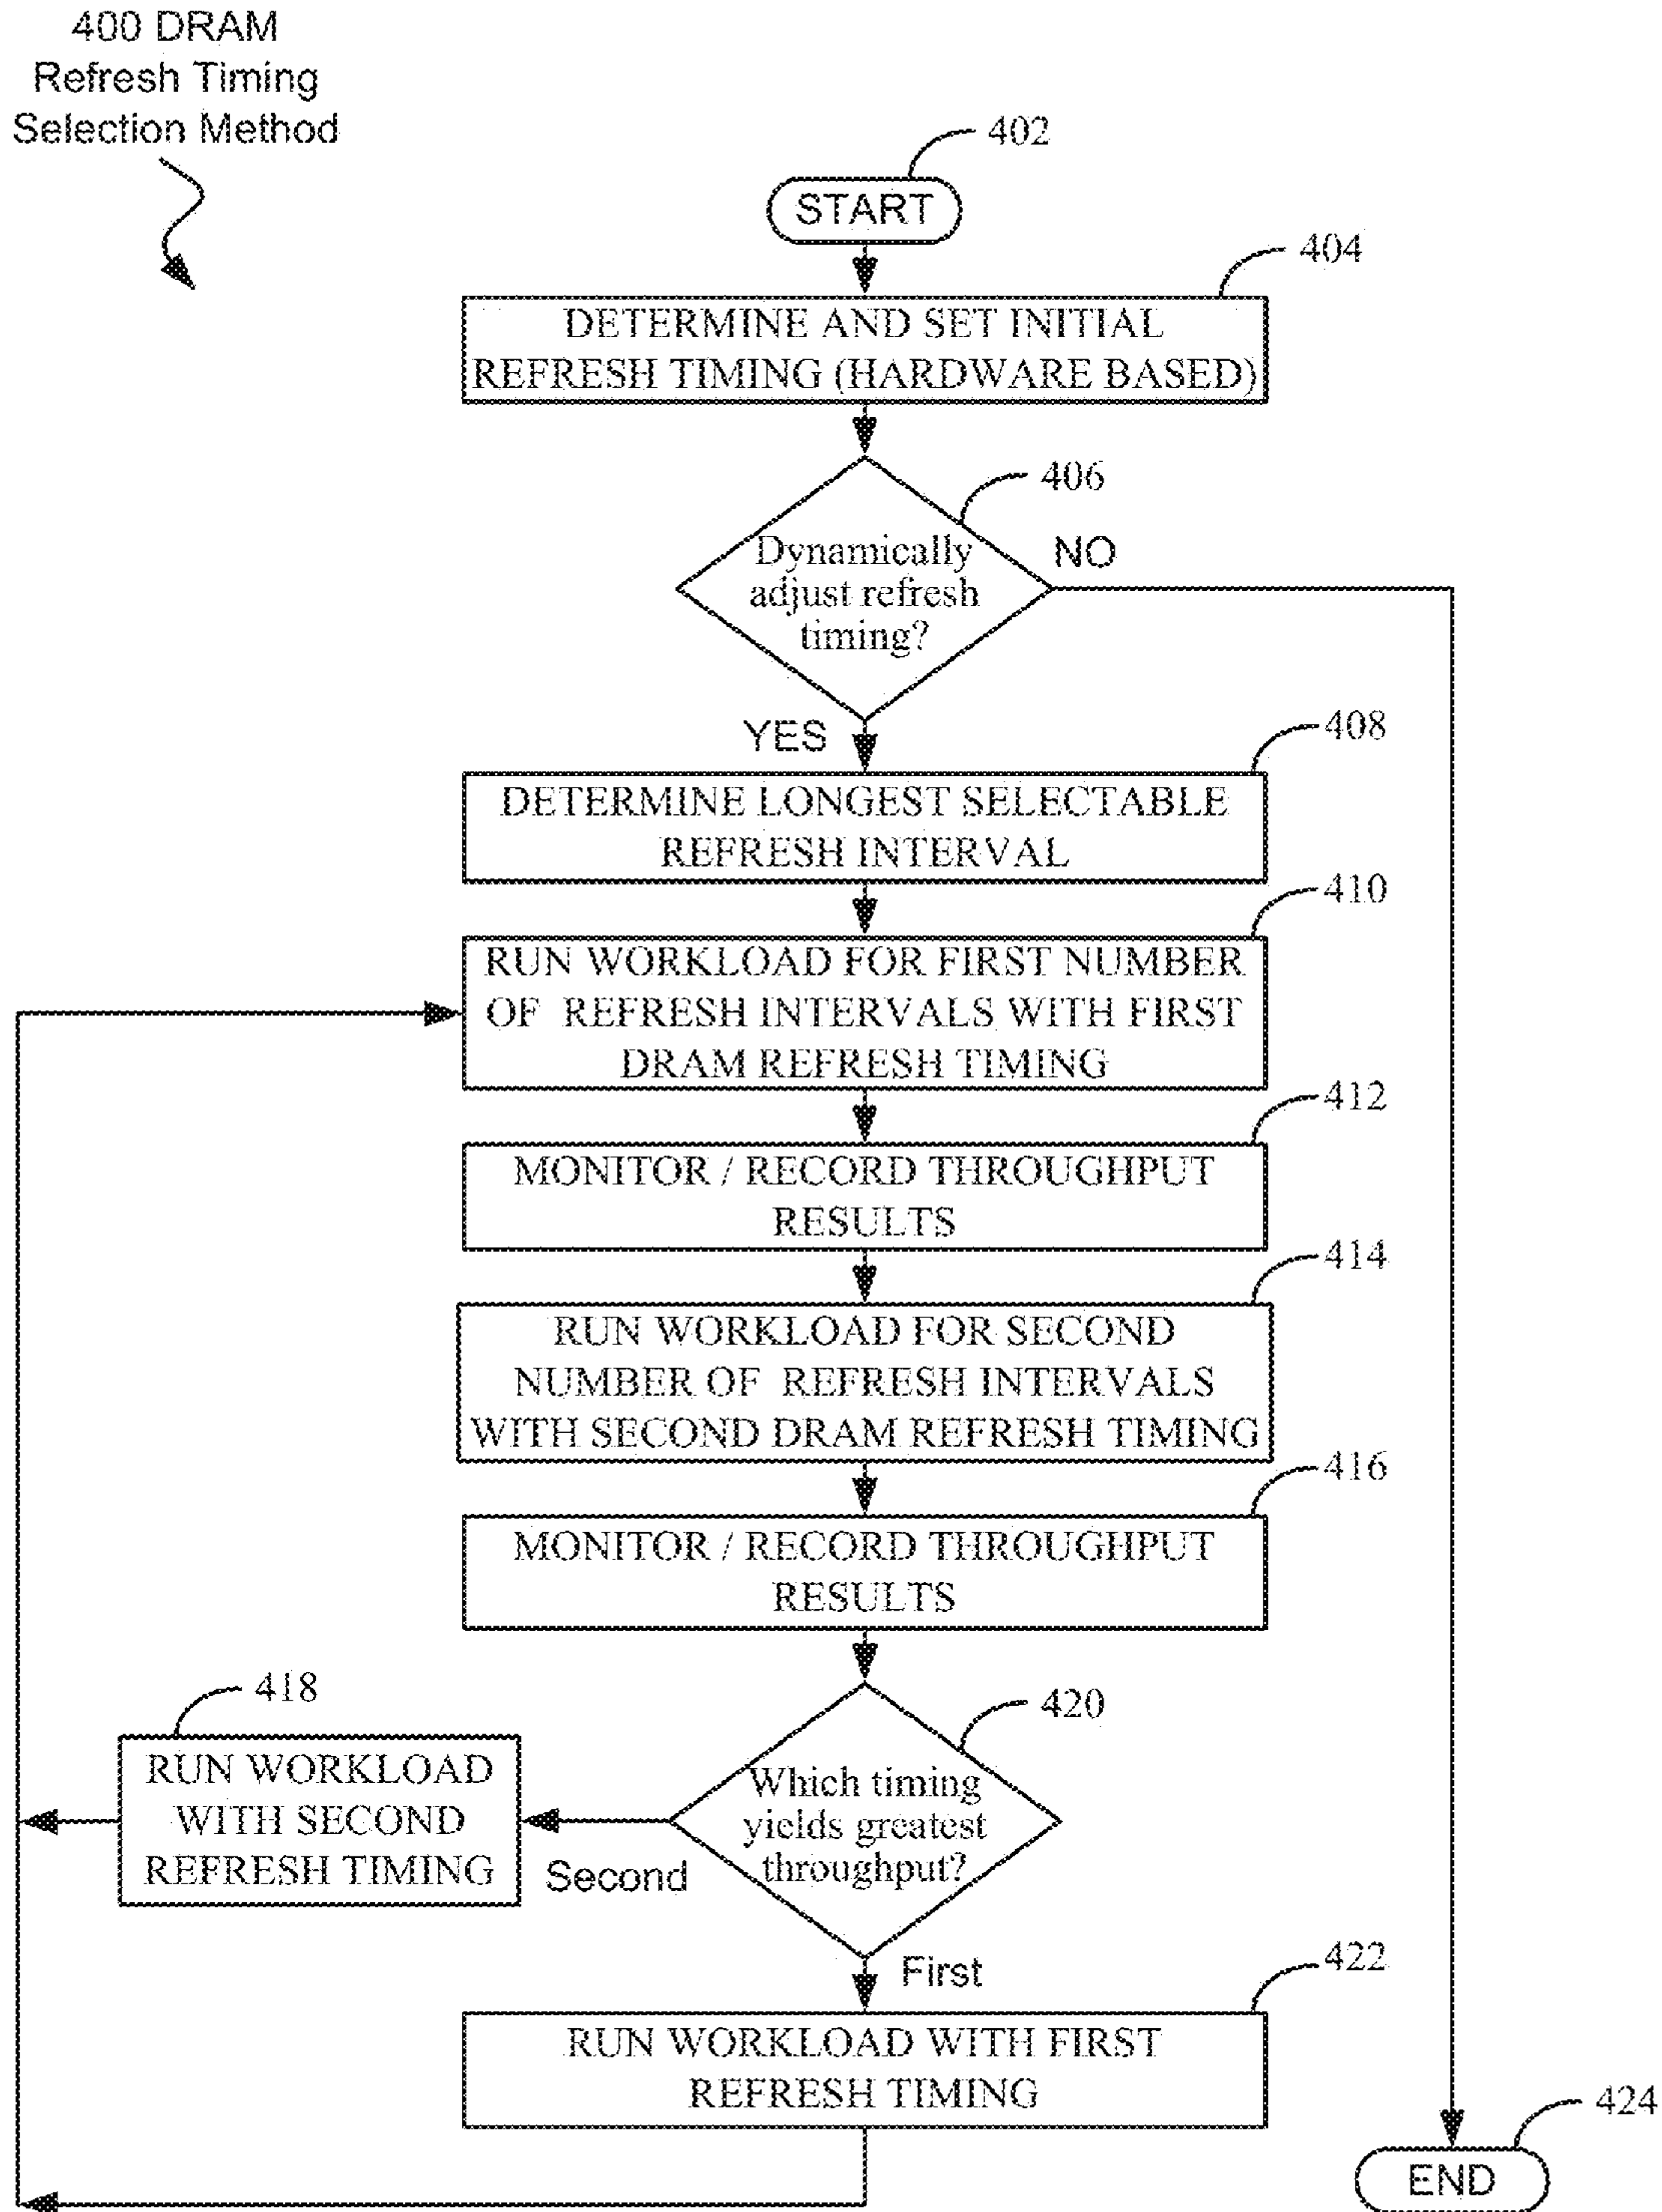 400 DRAM
Refresh Timing
Selection Method
402
START
404
DETERMINE AND SET INITIAL
REFRESH TIMING (HARDWARE BASED)
406
Dynamically
adjust refresh
timing?
NO
YES
408
DETERMINE LONGEST SELECTABLE
REFRESH INTERVAL
410
RUN WORKLOAD FOR FIRST NUMBER
OF REFRESH INTERVALS WITH FIRST
DRAM REFRESH TIMING
412
MONITOR / RECORD THROUGHPUT
RESULTS
414
RUN WORKLOAD FOR SECOND
NUMBER OF REFRESH INTERVALS
WITH SECOND DRAM REFRESH TIMING
416
MONITOR / RECORD THROUGHPUT
RESULTS
418
RUN WORKLOAD
WITH SECOND
REFRESH TIMING
420
Which timing
yields greatest
throughput?
Second
First
422
RUN WORKLOAD WITH FIRST
REFRESH TIMING
424
END